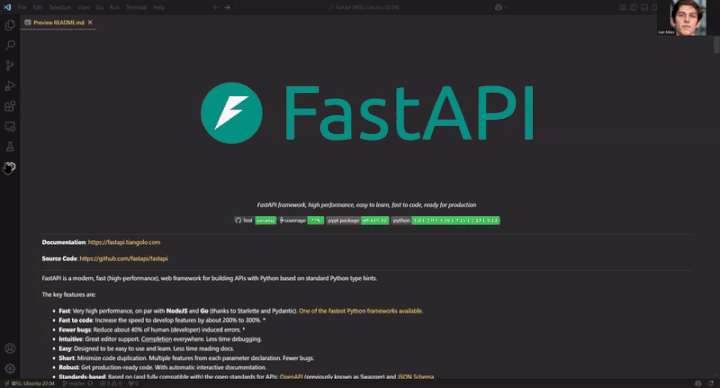 File Edit Selection View Go Run Terminal Help
Preview README.md
FastAPI
FastAPI framework, high performance, easy to learn, fast to code, ready for production
Test
coverage
pypi package
python
Documentation: https://fastapi.tiangolo.com
Source Code: https://github.com/fastapi/fastapi
FastAPI is a modern, fast (high-performance), web framework for building APIs with Python based on standard Python type hints.
The key features are:
• Fast: Very high performance, on par with NodeJS and Go (thanks to Starlette and Pydantic). One of the fastest Python frameworks available.
• Fast to code: Increase the speed to develop features by about 200% to 300%. *
• Fewer bugs: Reduce about 40% of human (developer) induced errors. *
• Intuitive: Great editor support. Completion everywhere. Less time debugging.
• Easy: Designed to be easy to use and learn. Less time reading docs.
• Short: Minimize code duplication. Multiple features from each parameter declaration. Fewer bugs.
• Robust: Get production-ready code. With automatic interactive documentation.
• Standards-based: Based on (and fully compatible with) the open standards for APIs: OpenAPI (previously known as Swagger) and JSON Schema
WSL: Ubuntu-22.04 master